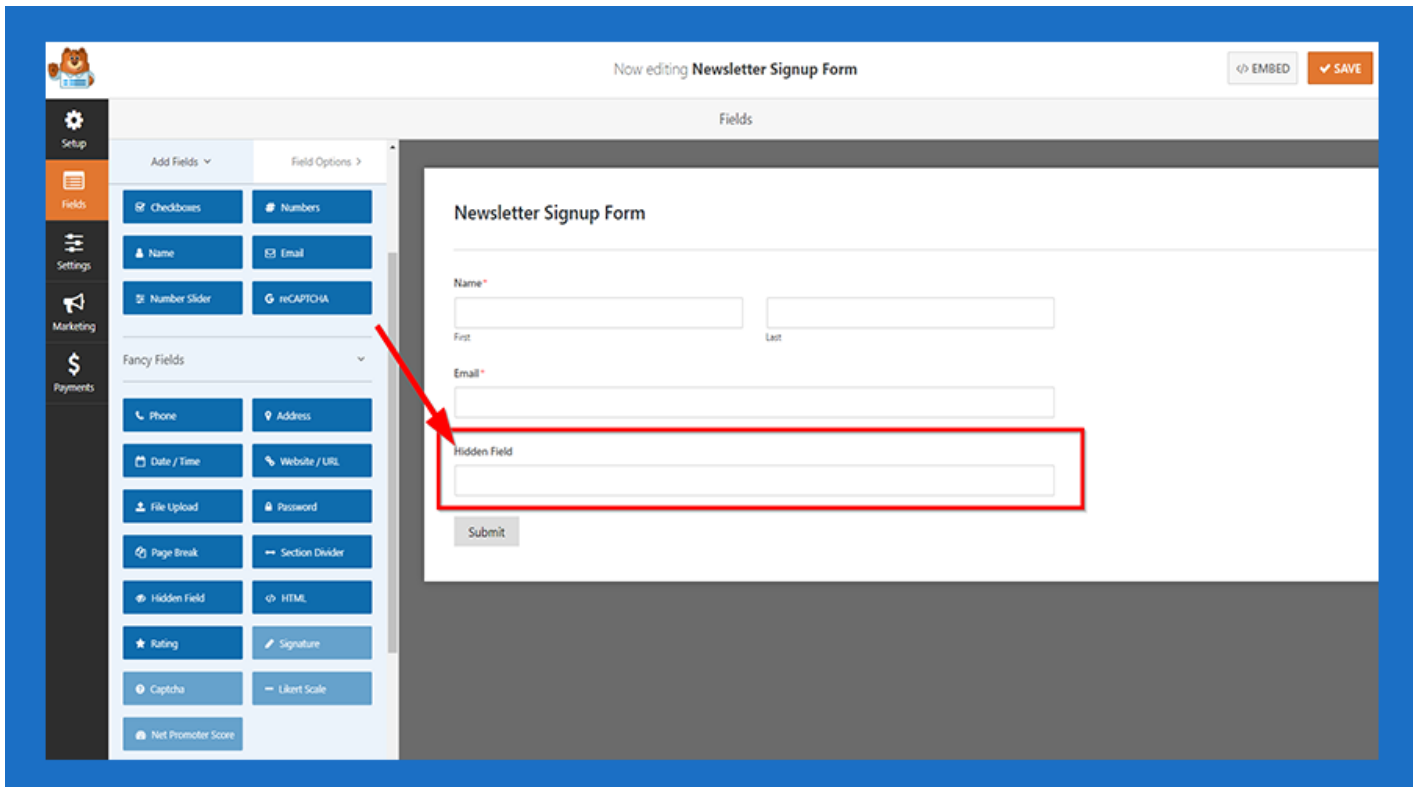 Now editing Newsletter Signup Form
</> EMBED
SAVE
Setup
Fields
Settings
Marketing
Payments
Fields
Add Fields
Field Options
Checkboxes
Numbers
Name
Email
Number Slider
reCAPTCHA
Fancy Fields
Phone
Address
Date / Time
Website / URL
File Upload
Password
Page Break
Section Divider
Hidden Field
</> HTML
Rating
Signature
Captcha
Likert Scale
Net Promoter Score
Newsletter Signup Form
Name *
First
Last
Email *
Hidden Field
Submit